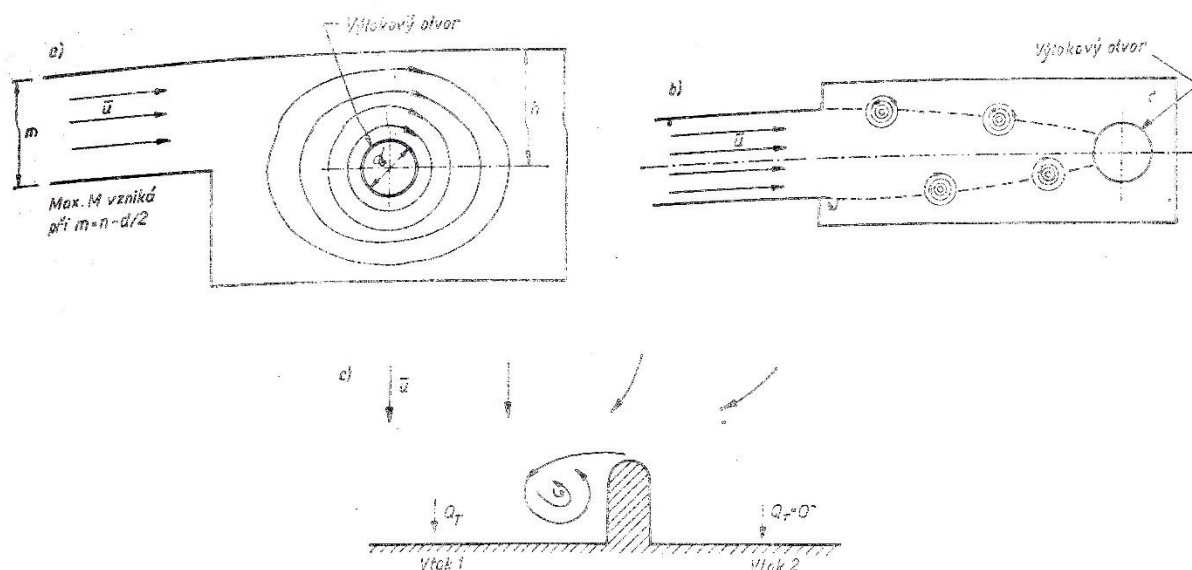 a)
Výtokový otvor
ū
m
n
d
Max. M vzniká
při m=n-d/2
b)
Výtokový otvor
ū
c)
ū
Q_T
Q_T=0
Vtok 1
Vtok 2